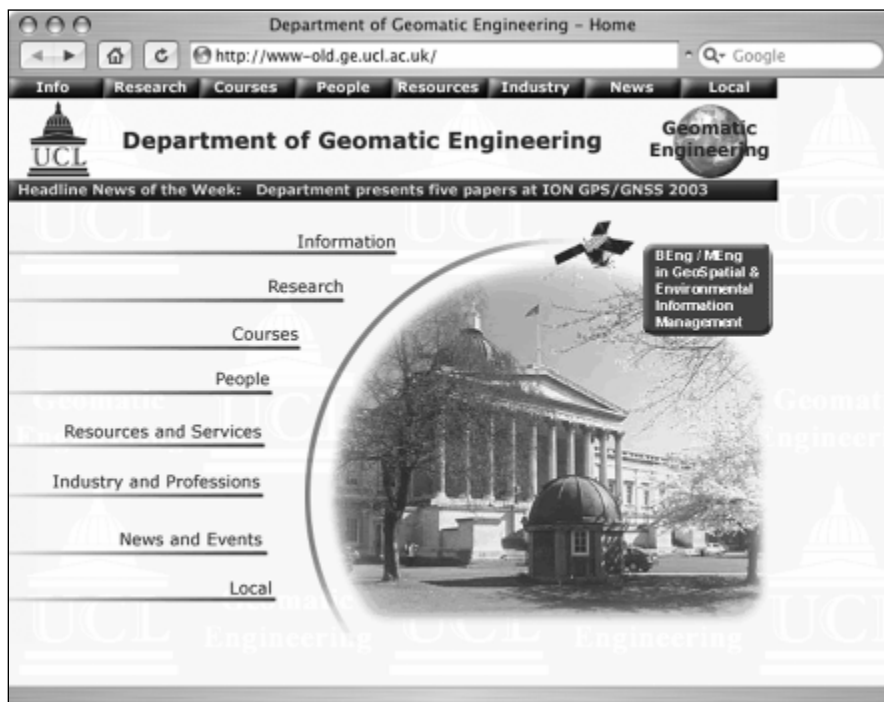 Department of Geomatic Engineering – Home
http://www-old.ge.ucl.ac.uk/
Google
Info Research Courses People Resources Industry News Local
UCL
Department of Geomatic Engineering
Geomatic
Engineering
Headline News of the Week: Department presents five papers at ION GPS/GNSS 2003
Information
BEng / MEng
in GeoSpatial &
Environmental
Information
Management
Research
Courses
People
Resources and Services
Industry and Professions
News and Events
Local